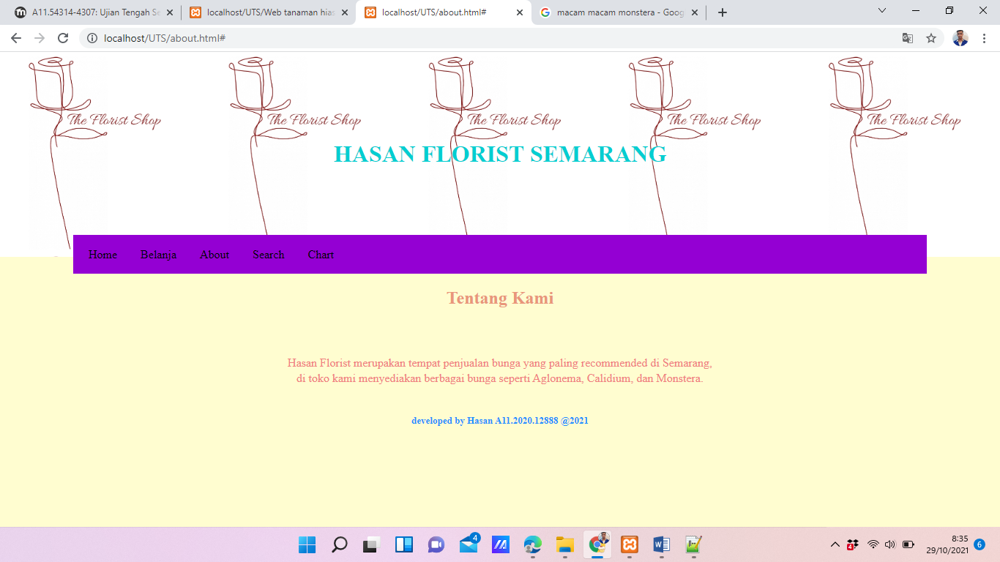 A11.54314-4307: Ujian Tengah Se
localhost/UTS/Web tanaman hias
localhost/UTS/about.html#
macam macam monstera - Goog
localhost/UTS/about.html#
The Florist Shop The Florist Shop The Florist Shop The Florist Shop The Florist Shop
HASAN FLORIST SEMARANG
Home Belanja About Search Chart
Tentang Kami
Hasan Florist merupakan tempat penjualan bunga yang paling recommended di Semarang,
di toko kami menyediakan berbagai bunga seperti Aglonema, Calidium, dan Monstera.
developed by Hasan A11.2020.12888 @2021
4
4
8:35
29/10/2021
6